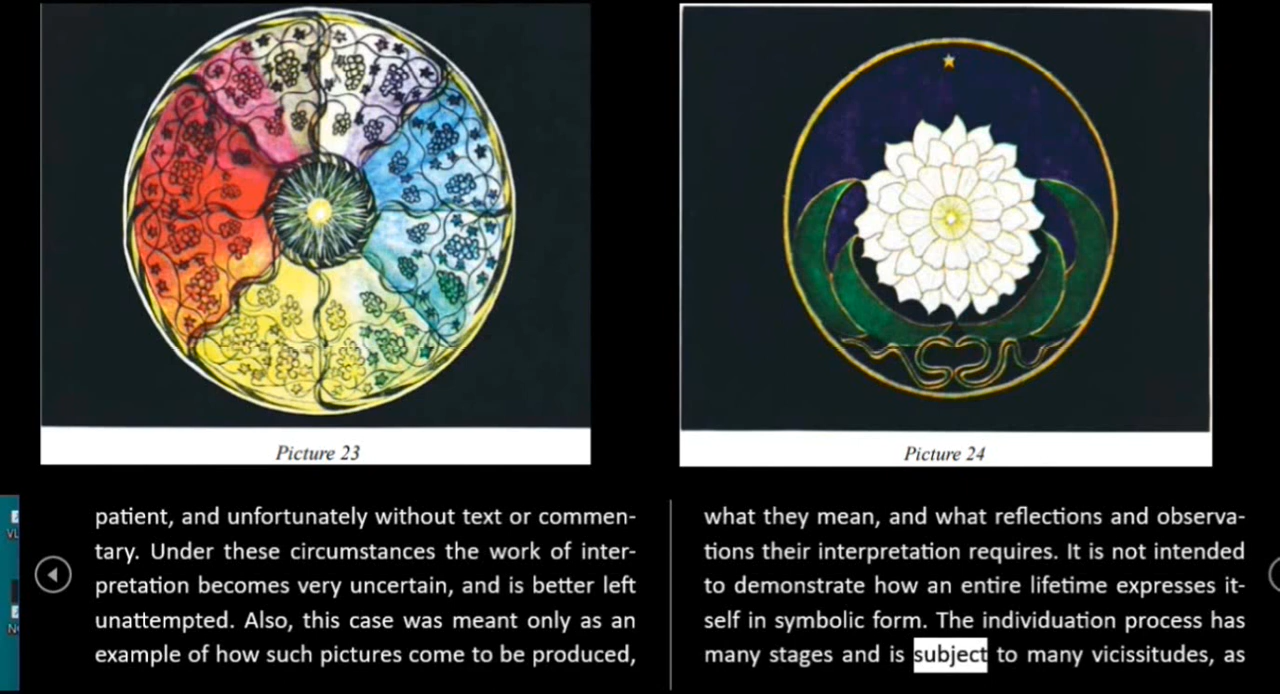 Picture 23
Picture 24
patient, and unfortunately without text or commen-
tary. Under these circumstances the work of inter-
pretation becomes very uncertain, and is better left
unattempted. Also, this case was meant only as an
example of how such pictures come to be produced,
what they mean, and what reflections and observa-
tions their interpretation requires. It is not intended
to demonstrate how an entire lifetime expresses it-
self in symbolic form. The individuation process has
many stages and is subject to many vicissitudes, as